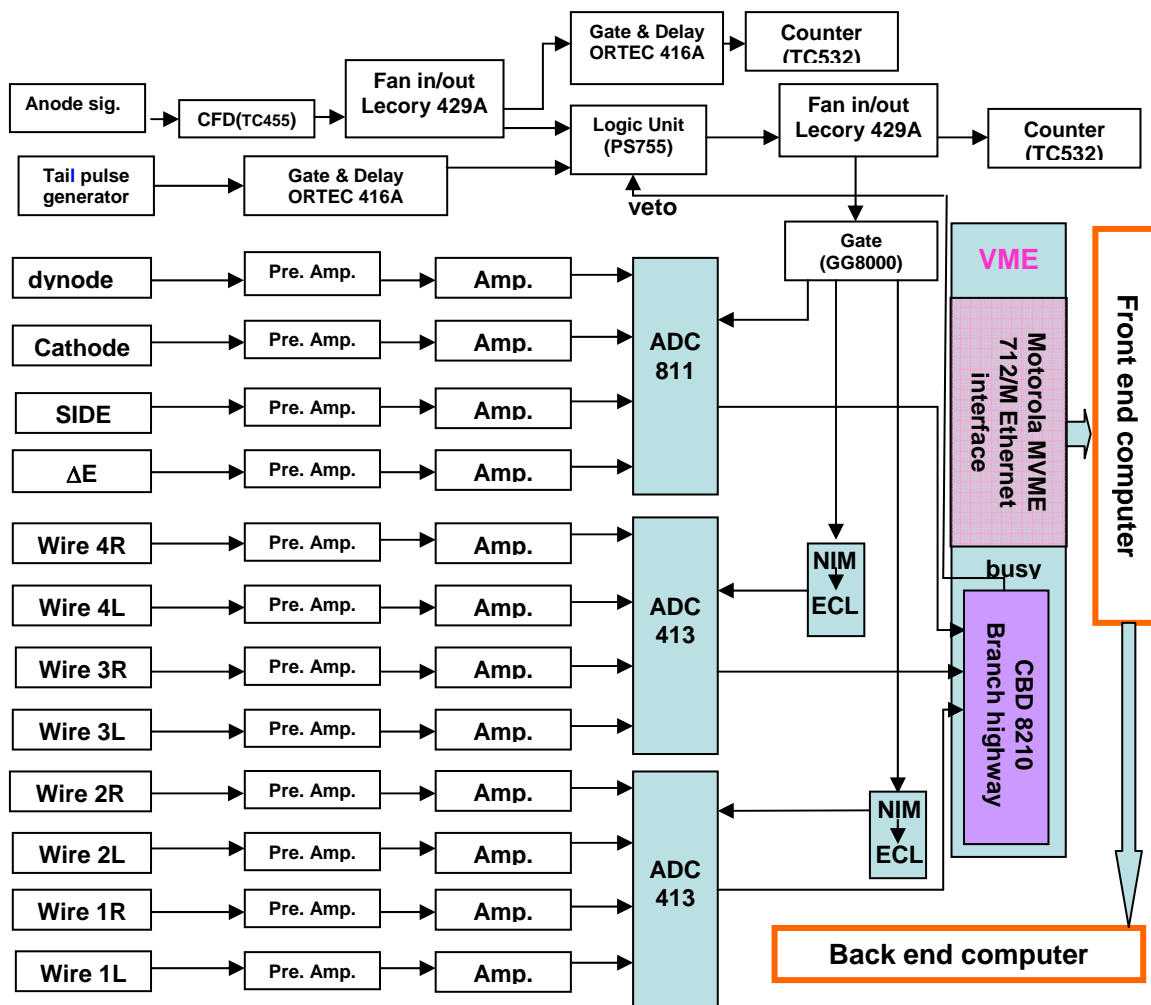 Gate & Delay
ORTEC 416A
Counter
(TC532)
Anode sig.
CFD(TC455)
Fan in/out
Lecory 429A
Logic Unit
(PS755)
Fan in/out
Lecory 429A
Counter
(TC532)
Tail pulse
generator
Gate & Delay
ORTEC 416A
veto
Gate
(GG8000)
VME
Motorola MVME
712/M Ethernet
interface
Front end computer
busy
CBD 8210
Branch highway
dynode
Pre. Amp.
Amp.
Cathode
Pre. Amp.
Amp.
SIDE
Pre. Amp.
Amp.
ΔE
Pre. Amp.
Amp.
ADC
811
Wire 4R
Pre. Amp.
Amp.
Wire 4L
Pre. Amp.
Amp.
Wire 3R
Pre. Amp.
Amp.
Wire 3L
Pre. Amp.
Amp.
ADC
413
NIM
ECL
Wire 2R
Pre. Amp.
Amp.
Wire 2L
Pre. Amp.
Amp.
Wire 1R
Pre. Amp.
Amp.
Wire 1L
Pre. Amp.
Amp.
ADC
413
NIM
ECL
Back end computer